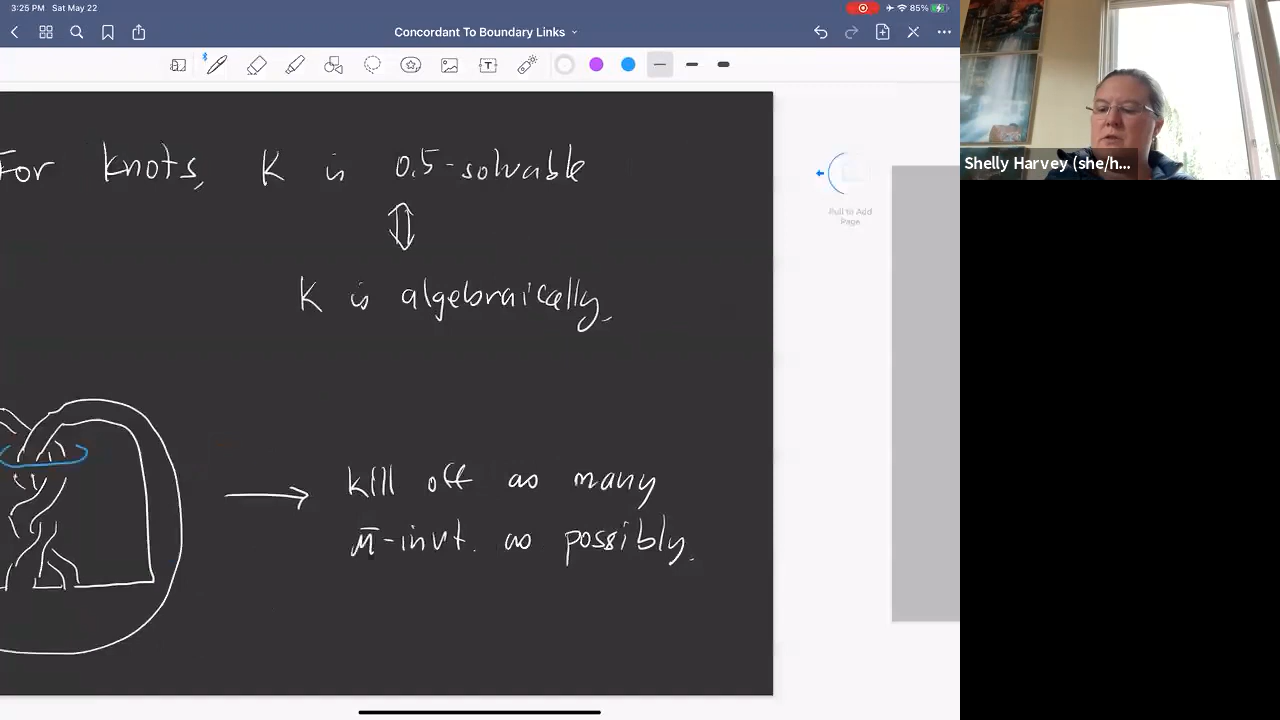 3:25 PM Sat May 22
85%
Concordant To Boundary Links
For knots, K is 0.5-solvable
K is algebraically,
Pull to Add
Page
Shelly Harvey (she/h...
kill off as many
μ̄-invt. as possibly.